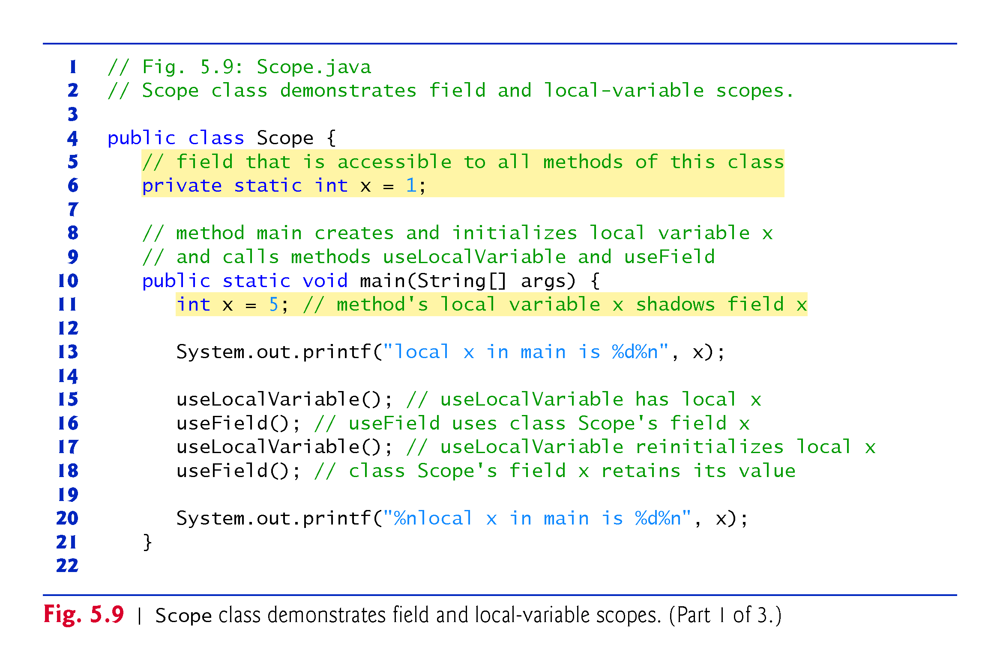 1 // Fig. 5.9: Scope.java
2 // Scope class demonstrates field and local-variable scopes.
3
4 public class Scope {
5 // field that is accessible to all methods of this class
6 private static int x = 1;
7
8 // method main creates and initializes local variable x
9 // and calls methods useLocalVariable and useField
10 public static void main(String[] args) {
11 int x = 5; // method's local variable x shadows field x
12
13 System.out.printf("local x in main is %d%n", x);
14
15 useLocalVariable(); // useLocalVariable has local x
16 useField(); // useField uses class Scope's field x
17 useLocalVariable(); // useLocalVariable reinitializes local x
18 useField(); // class Scope's field x retains its value
19
20 System.out.printf("%nlocal x in main is %d%n", x);
21 }
22
Fig. 5.9 | Scope class demonstrates field and local-variable scopes. (Part 1 of 3.)